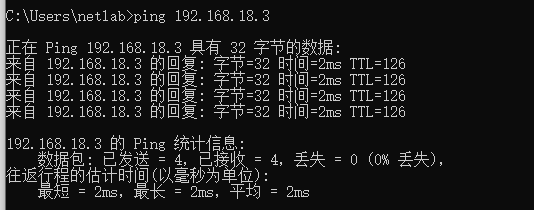 C:\Users\netlab>ping 192.168.18.3
正在 Ping 192.168.18.3 具有 32 字节的数据:
来自 192.168.18.3 的回复: 字节=32 时间=2ms TTL=126
来自 192.168.18.3 的回复: 字节=32 时间=2ms TTL=126
来自 192.168.18.3 的回复: 字节=32 时间=2ms TTL=126
来自 192.168.18.3 的回复: 字节=32 时间=2ms TTL=126
192.168.18.3 的 Ping 统计信息:
数据包: 已发送 = 4，已接收 = 4，丢失 = 0 (0% 丢失)，
往返行程的估计时间(以毫秒为单位):
最短 = 2ms，最长 = 2ms，平均 = 2ms